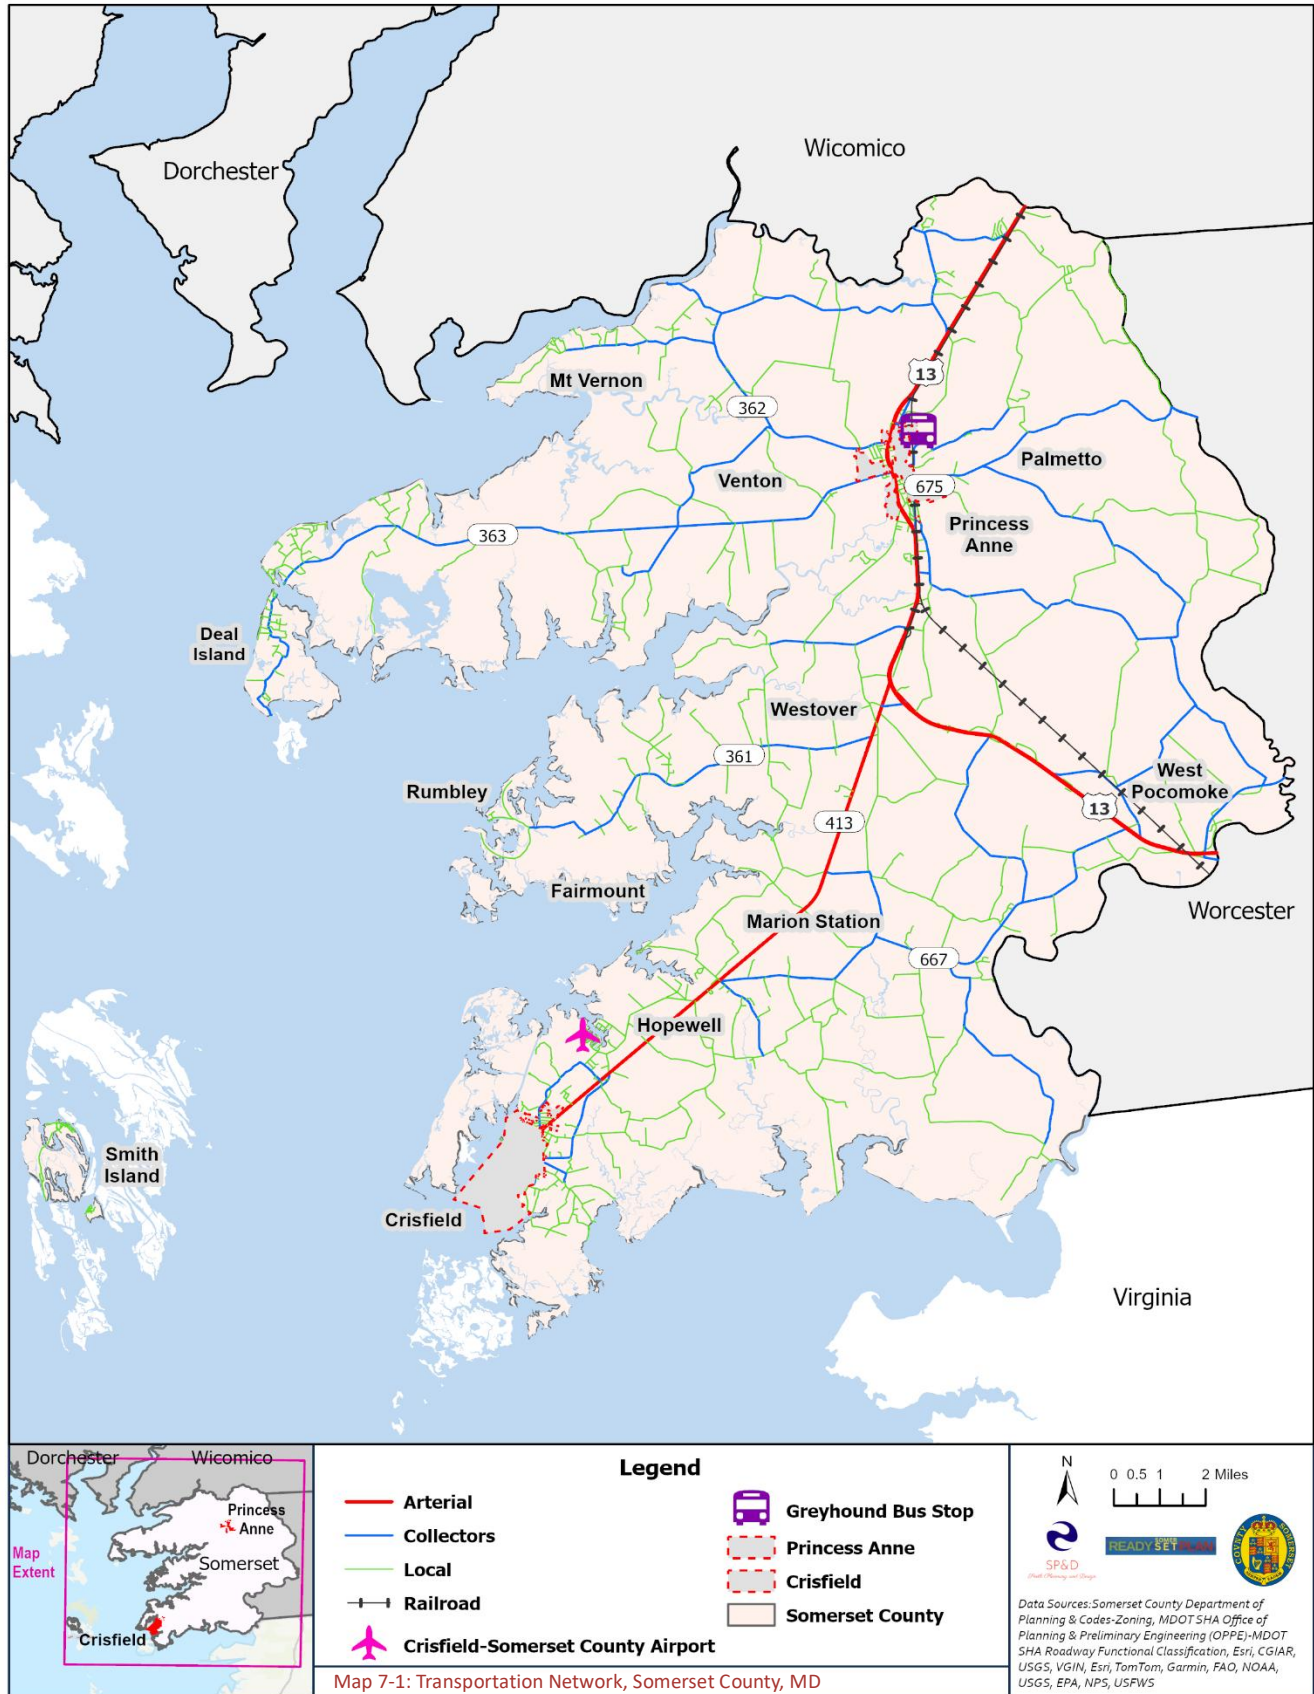 Wicomico
Dorchester
13
Mt Vernon
362
Palmetto
Venton
675
Princess
Anne
363
Deal
Island
Westover
361
West
Pocomoke
Rumbley
13
413
Fairmount
Worcester
Marion Station
667
Hopewell
Smith
Island
Crisfield
Virginia
Dorchester
Wicomico
Princess
Anne
Map
Extent
Somerset
Crisfield
Legend
Arterial
Collectors
Local
Railroad
Crisfield-Somerset County Airport
Greyhound Bus Stop
Princess Anne
Crisfield
Somerset County
Map 7-1: Transportation Network, Somerset County, MD
N
0 0.5 1 2 Miles
SP&D
READY SOMER SET PLAN
COUNTY SOMERSET
Data Sources:Somerset County Department of
Planning & Codes-Zoning, MDOT SHA Office of
Planning & Preliminary Engineering (OPPE)-MDOT
SHA Roadway Functional Classification, Esri, CGIAR,
USGS, VGIN, Esri, TomTom, Garmin, FAO, NOAA,
USGS, EPA, NPS, USFWS